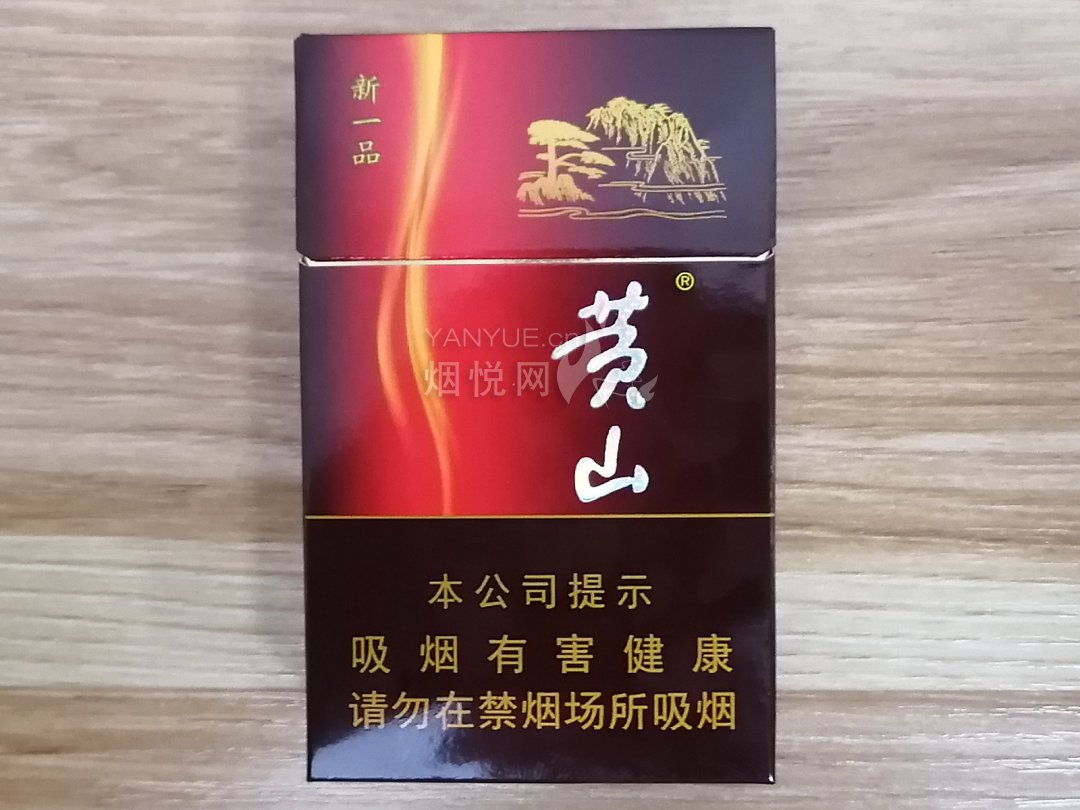 新一品
黄山®
YANYUE.cn
烟悦网
本公司提示
吸烟有害健康
请勿在禁烟场所吸烟